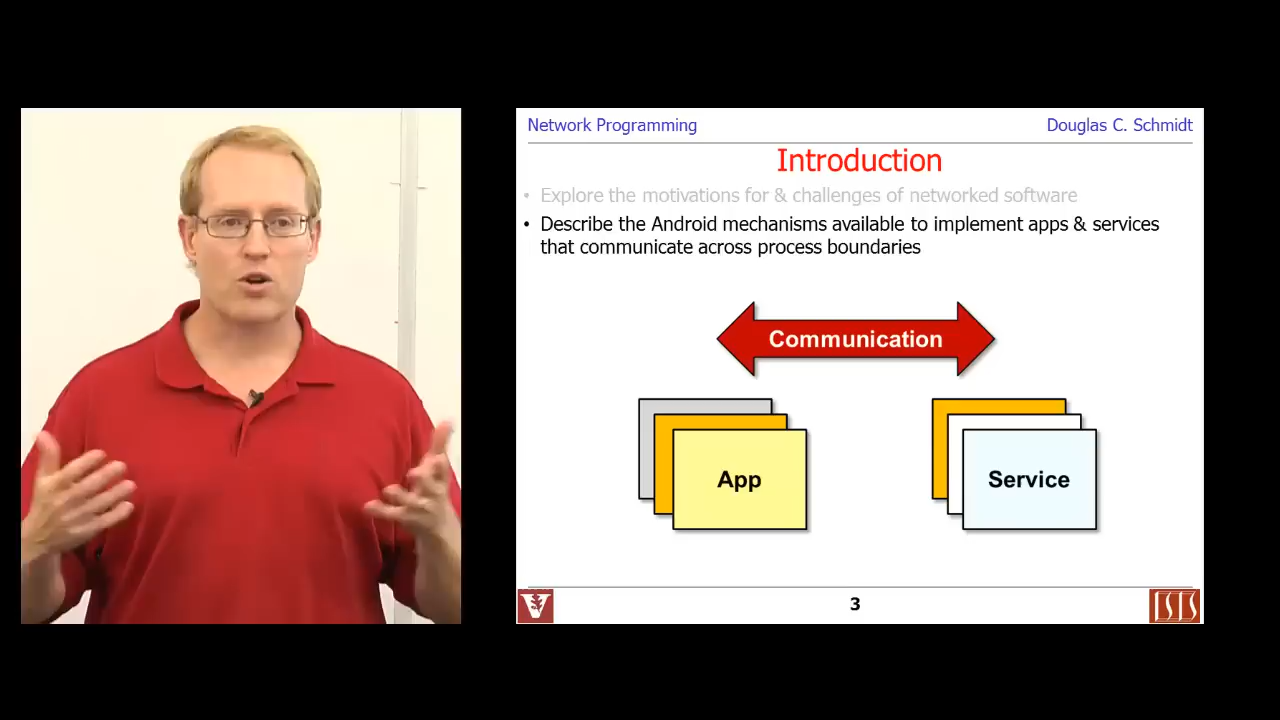 Network Programming
Douglas C. Schmidt
Introduction
• Explore the motivations for & challenges of networked software
• Describe the Android mechanisms available to implement apps & services
that communicate across process boundaries
Communication
App
Service
V
3
ISIS